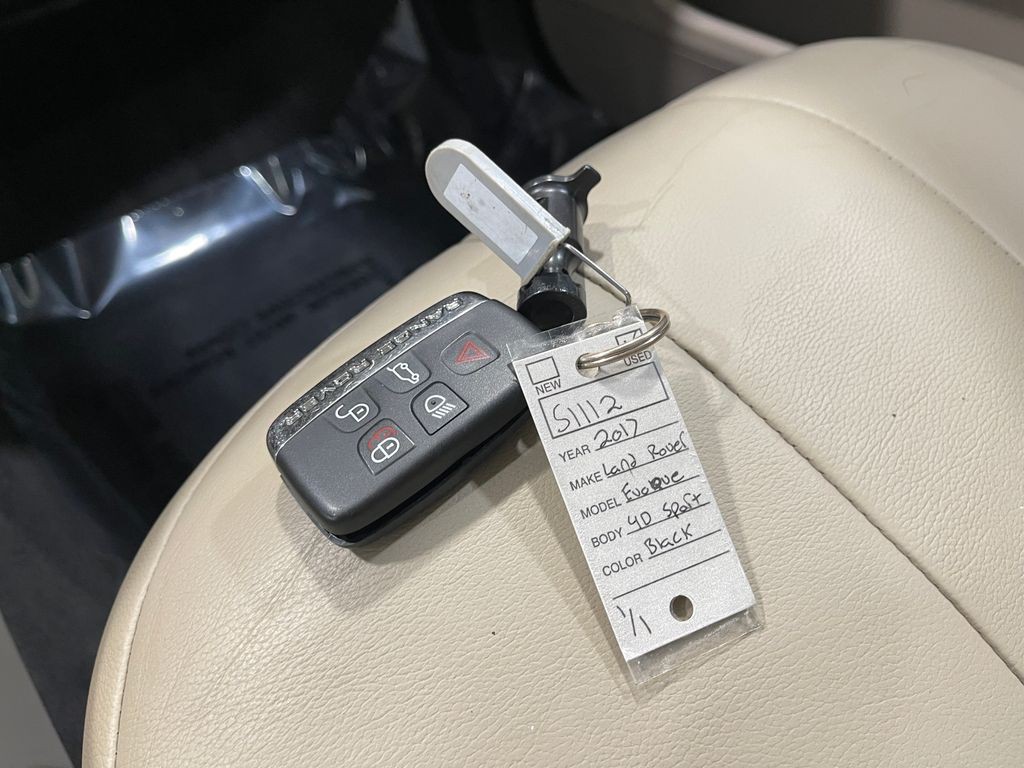 RANGE ROVER
NEW
USED
S1112
YEAR 2017
MAKE Land Rover
MODEL Evoque
BODY 4D Sport
COLOR Black
1/1